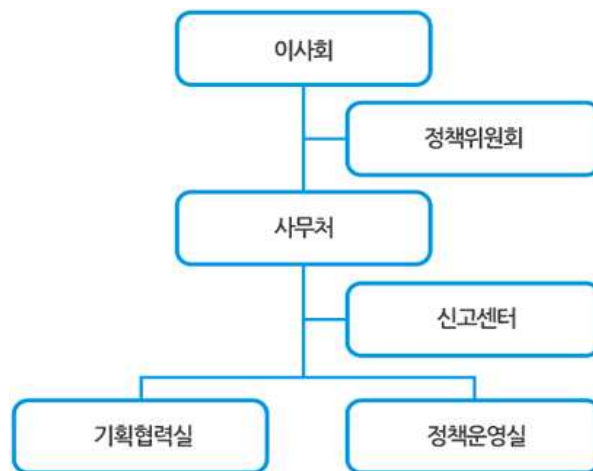 이사회
정책위원회
사무처
신고센터
기획협력실
정책운영실